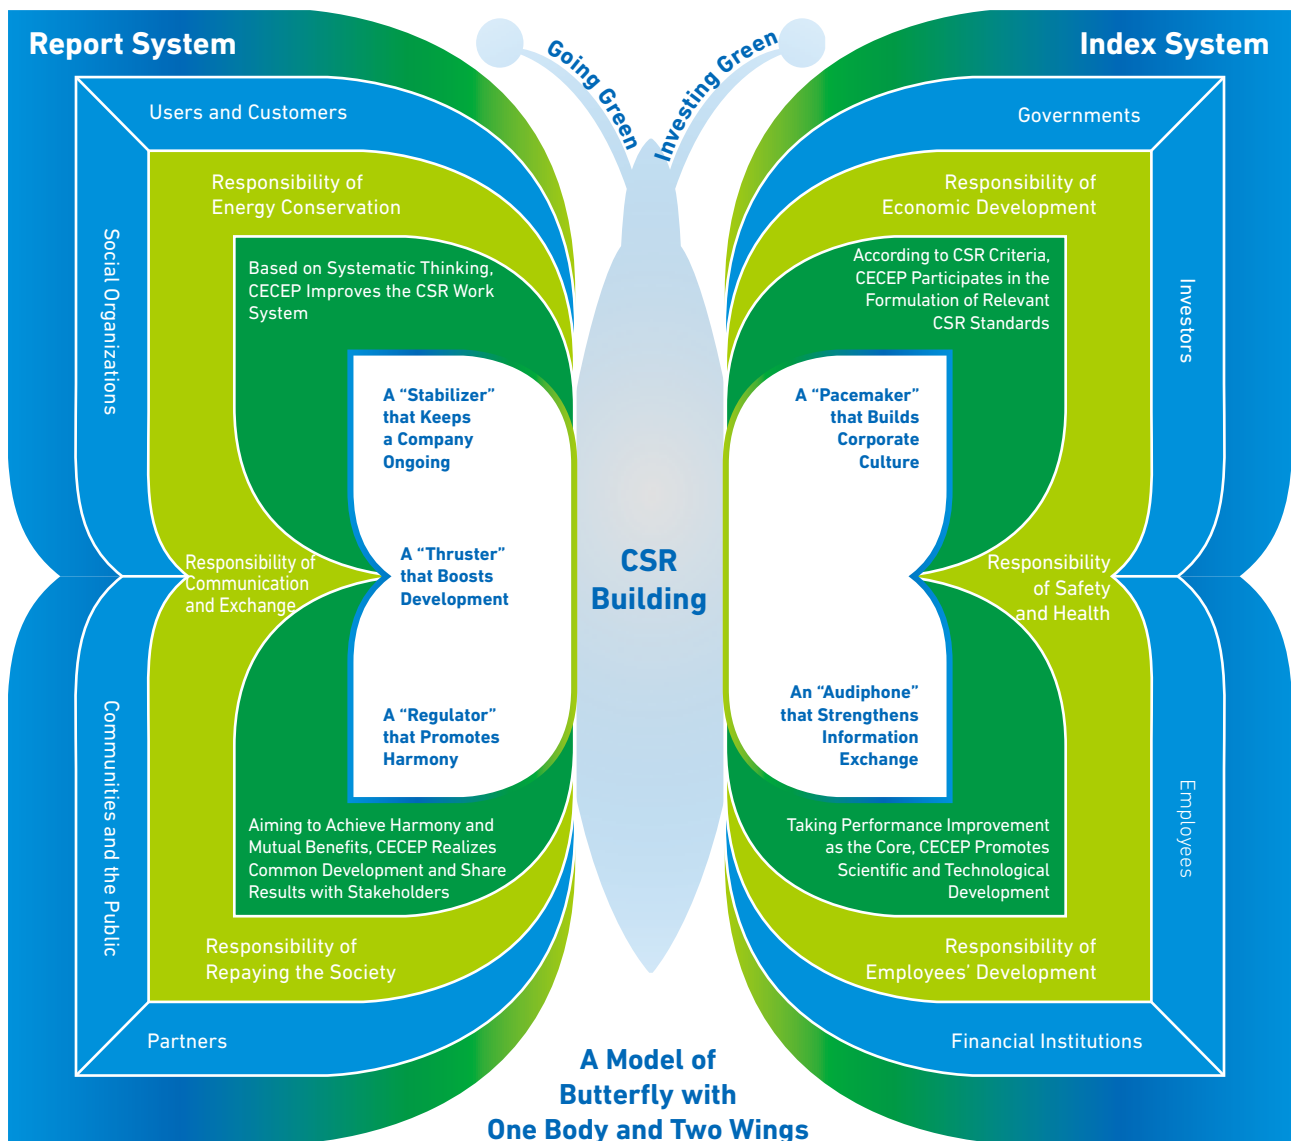 Report System
Users and Customers
Social Organizations
Responsibility of
Energy Conservation
Based on Systematic Thinking,
CECEP Improves the CSR Work
System
A “Stabilizer”
that Keeps
a Company
Ongoing
Responsibility of
Communication
and Exchange
A “Thruster”
that Boosts
Development
A “Regulator”
that Promotes
Harmony
Communities and the Public
Aiming to Achieve Harmony and
Mutual Benefits, CECEP Realizes
Common Development and Share
Results with Stakeholders
Responsibility of
Repaying the Society
Partners
Going Green
Investing Green
CSR
Building
Index System
Governments
Investors
Responsibility of
Economic Development
According to CSR Criteria,
CECEP Participates in the
Formulation of Relevant
CSR Standards
A “Pacemaker”
that Builds
Corporate
Culture
Responsibility
of Safety
and Health
An “Audiphone”
that Strengthens
Information
Exchange
Employees
Taking Performance Improvement
as the Core, CECEP Promotes
Scientific and Technological
Development
Responsibility of
Employees’ Development
Financial Institutions
A Model of
Butterfly with
One Body and Two Wings